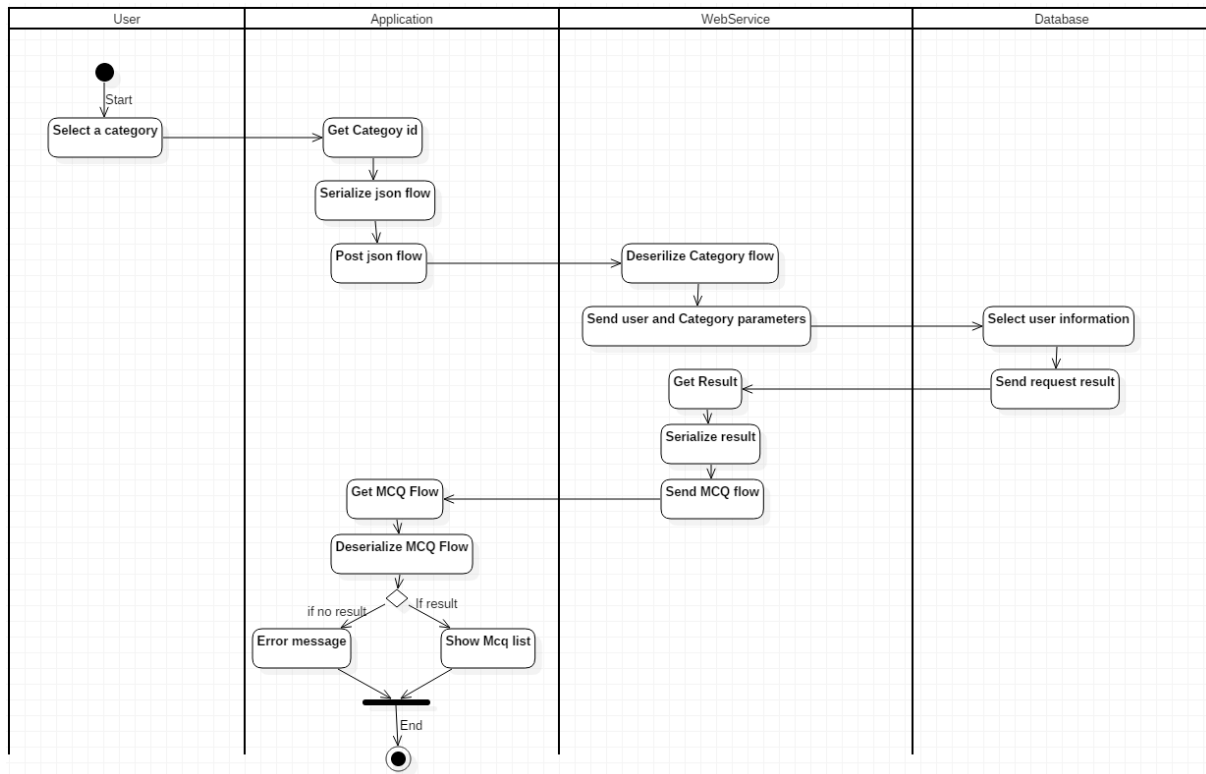 User
Application
WebService
Database
Start
Select a category
Get Categoy id
Serialize json flow
Post json flow
Deserilize Category flow
Send user and Category parameters
Select user information
Get Result
Send request result
Serialize result
Get MCQ Flow
Send MCQ flow
Deserialize MCQ Flow
if no result
If result
Error message
Show Mcq list
End